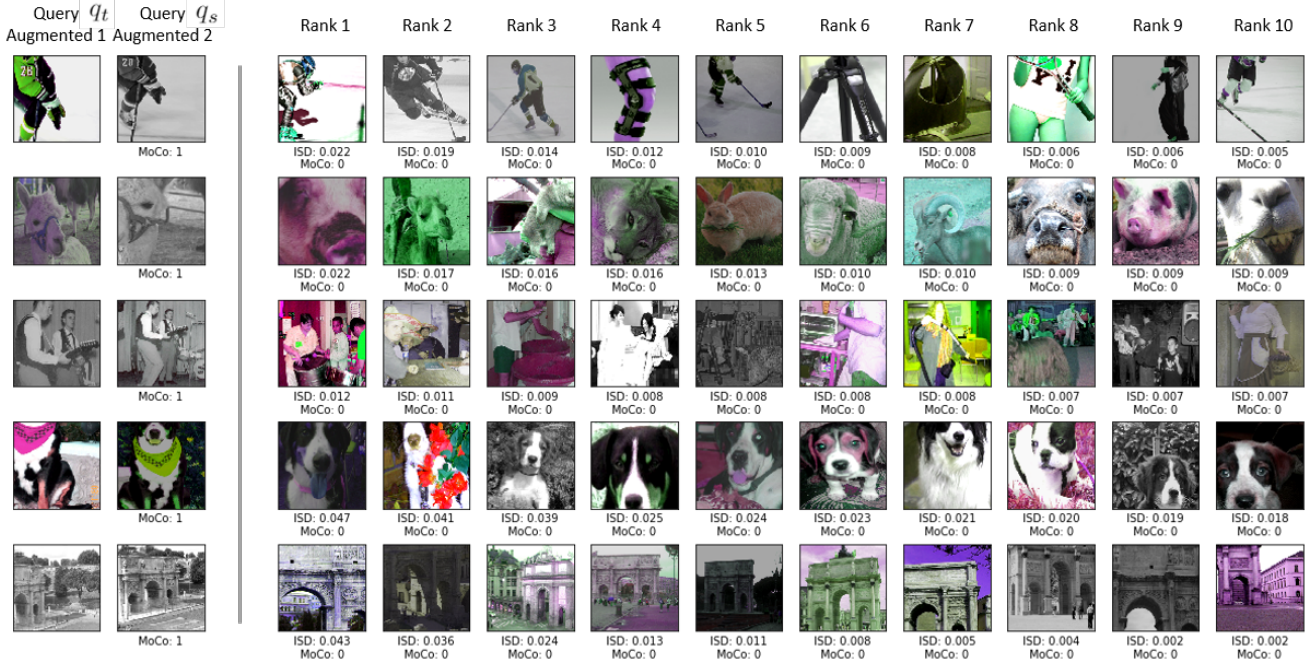 Query q_t Query q_s
Augmented 1 Augmented 2
Rank 1 Rank 2 Rank 3 Rank 4 Rank 5 Rank 6 Rank 7 Rank 8 Rank 9 Rank 10
28 28
ISD: 0.022 ISD: 0.019 ISD: 0.014 ISD: 0.012 ISD: 0.010 ISD: 0.009 ISD: 0.008 ISD: 0.006 ISD: 0.006 ISD: 0.005
MoCo: 1 MoCo: 0 MoCo: 0 MoCo: 0 MoCo: 0 MoCo: 0 MoCo: 0 MoCo: 0 MoCo: 0 MoCo: 0 MoCo: 0
ISD: 0.022 ISD: 0.017 ISD: 0.016 ISD: 0.016 ISD: 0.013 ISD: 0.010 ISD: 0.010 ISD: 0.009 ISD: 0.009 ISD: 0.009
MoCo: 1 MoCo: 0 MoCo: 0 MoCo: 0 MoCo: 0 MoCo: 0 MoCo: 0 MoCo: 0 MoCo: 0 MoCo: 0 MoCo: 0
ISD: 0.012 ISD: 0.011 ISD: 0.009 ISD: 0.008 ISD: 0.008 ISD: 0.008 ISD: 0.008 ISD: 0.007 ISD: 0.007 ISD: 0.007
MoCo: 1 MoCo: 0 MoCo: 0 MoCo: 0 MoCo: 0 MoCo: 0 MoCo: 0 MoCo: 0 MoCo: 0 MoCo: 0 MoCo: 0
ISD: 0.047 ISD: 0.041 ISD: 0.039 ISD: 0.025 ISD: 0.024 ISD: 0.023 ISD: 0.021 ISD: 0.020 ISD: 0.019 ISD: 0.018
MoCo: 1 MoCo: 0 MoCo: 0 MoCo: 0 MoCo: 0 MoCo: 0 MoCo: 0 MoCo: 0 MoCo: 0 MoCo: 0 MoCo: 0
ISD: 0.043 ISD: 0.036 ISD: 0.024 ISD: 0.013 ISD: 0.011 ISD: 0.008 ISD: 0.005 ISD: 0.004 ISD: 0.002 ISD: 0.002
MoCo: 1 MoCo: 0 MoCo: 0 MoCo: 0 MoCo: 0 MoCo: 0 MoCo: 0 MoCo: 0 MoCo: 0 MoCo: 0 MoCo: 0